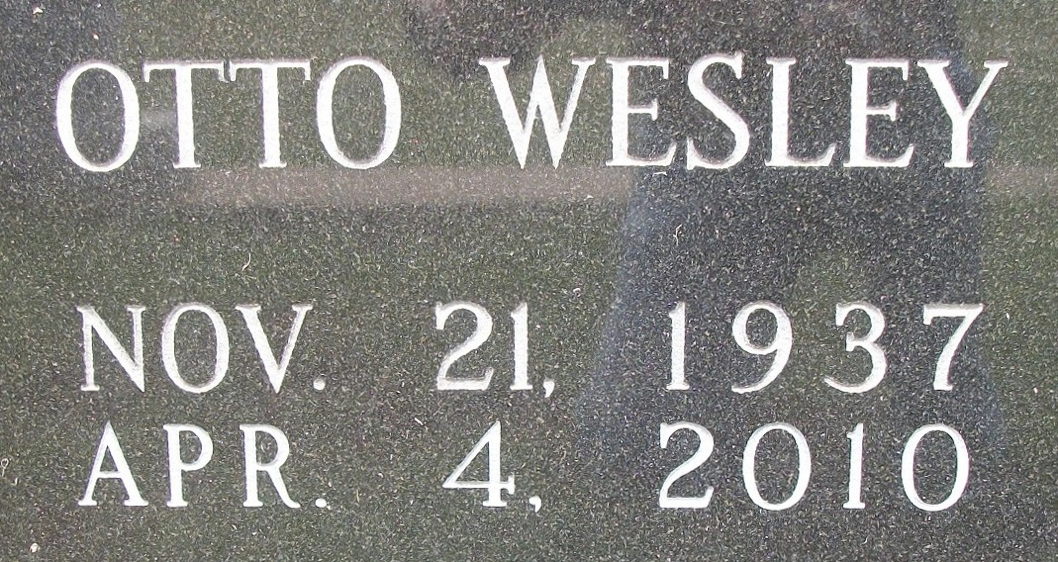 OTTO WESLEY
NOV. 21, 1937
APR. 4, 2010